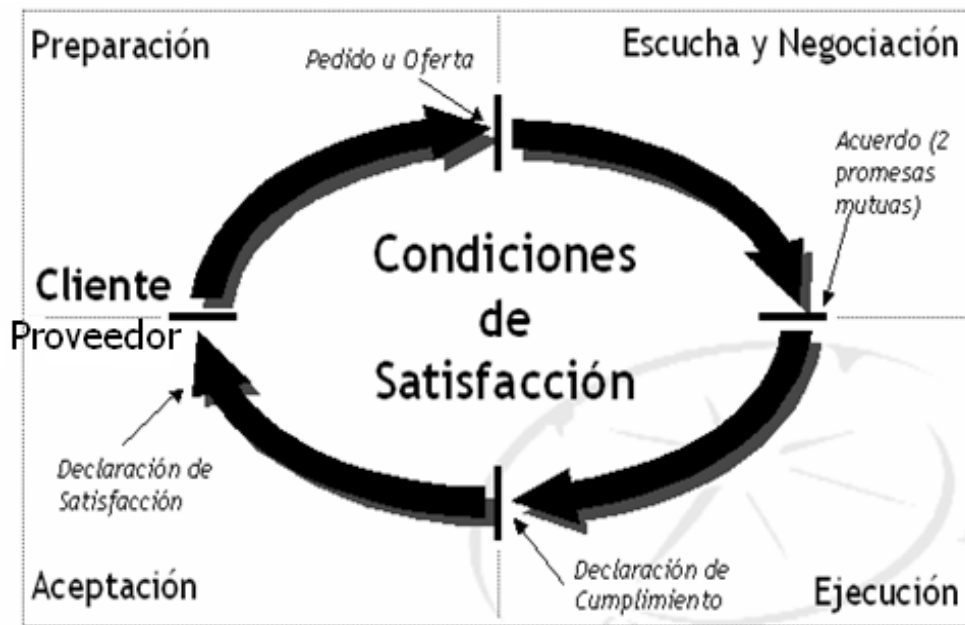 Preparación
Escucha y Negociación
Pedido u Oferta
Acuerdo (2
promesas
mutuas)
Condiciones
de
Satisfacción
Cliente
Proveedor
Declaración de
Satisfacción
Declaración de
Cumplimiento
Aceptación
Ejecución